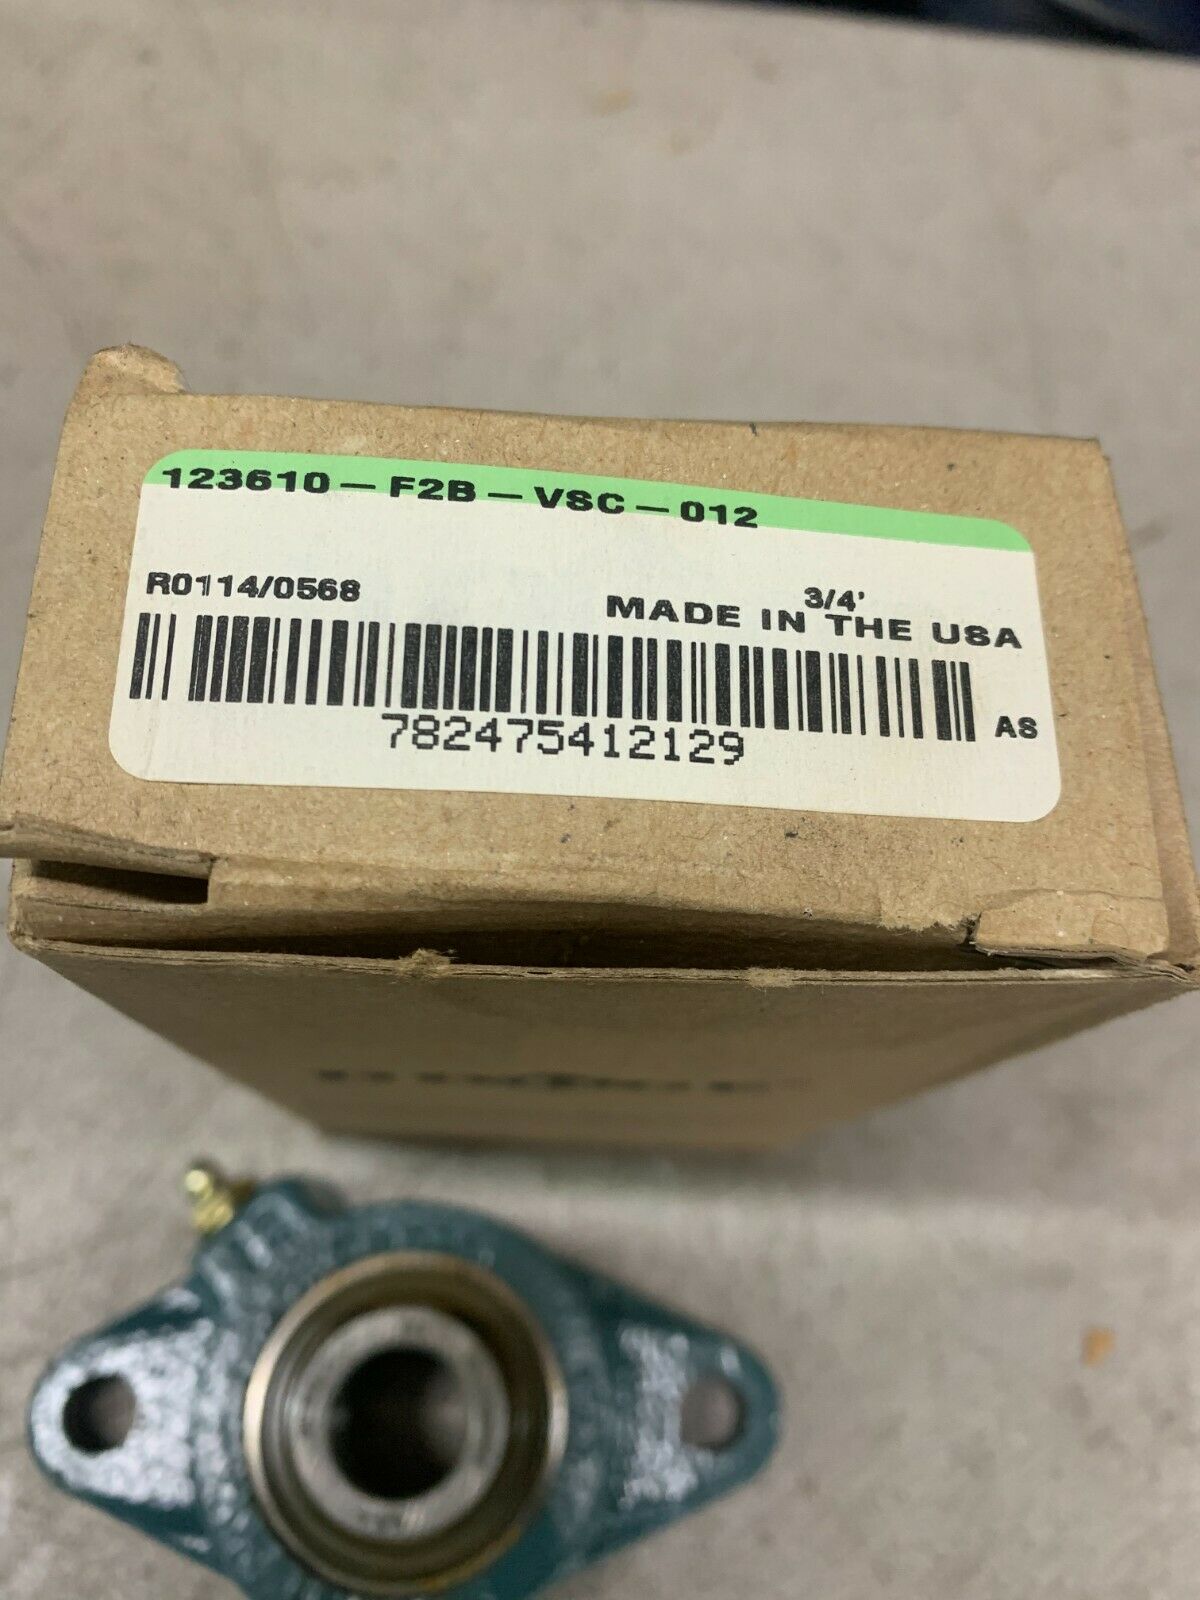 123610-F2B-VSC-012
R0114/0568
3/4'
MADE IN THE USA
782475412129
AS